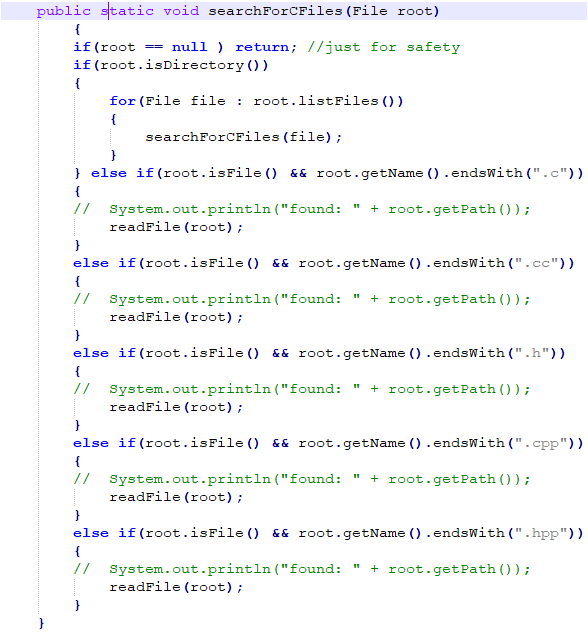 public static void searchForCFiles(File root)
    {
    if(root == null ) return; //just for safety
    if(root.isDirectory())
    {
        for(File file : root.listFiles())
        {
            searchForCFiles(file);
        }
    } else if(root.isFile() && root.getName().endsWith(".c"))
    {
    //  System.out.println("found: " + root.getPath());
        readFile(root);
    }
    else if(root.isFile() && root.getName().endsWith(".cc"))
    {
    //  System.out.println("found: " + root.getPath());
        readFile(root);
    }
    else if(root.isFile() && root.getName().endsWith(".h"))
    {
    //  System.out.println("found: " + root.getPath());
        readFile(root);
    }
    else if(root.isFile() && root.getName().endsWith(".cpp"))
    {
    //  System.out.println("found: " + root.getPath());
        readFile(root);
    }
    else if(root.isFile() && root.getName().endsWith(".hpp"))
    {
    //  System.out.println("found: " + root.getPath());
        readFile(root);
    }
}